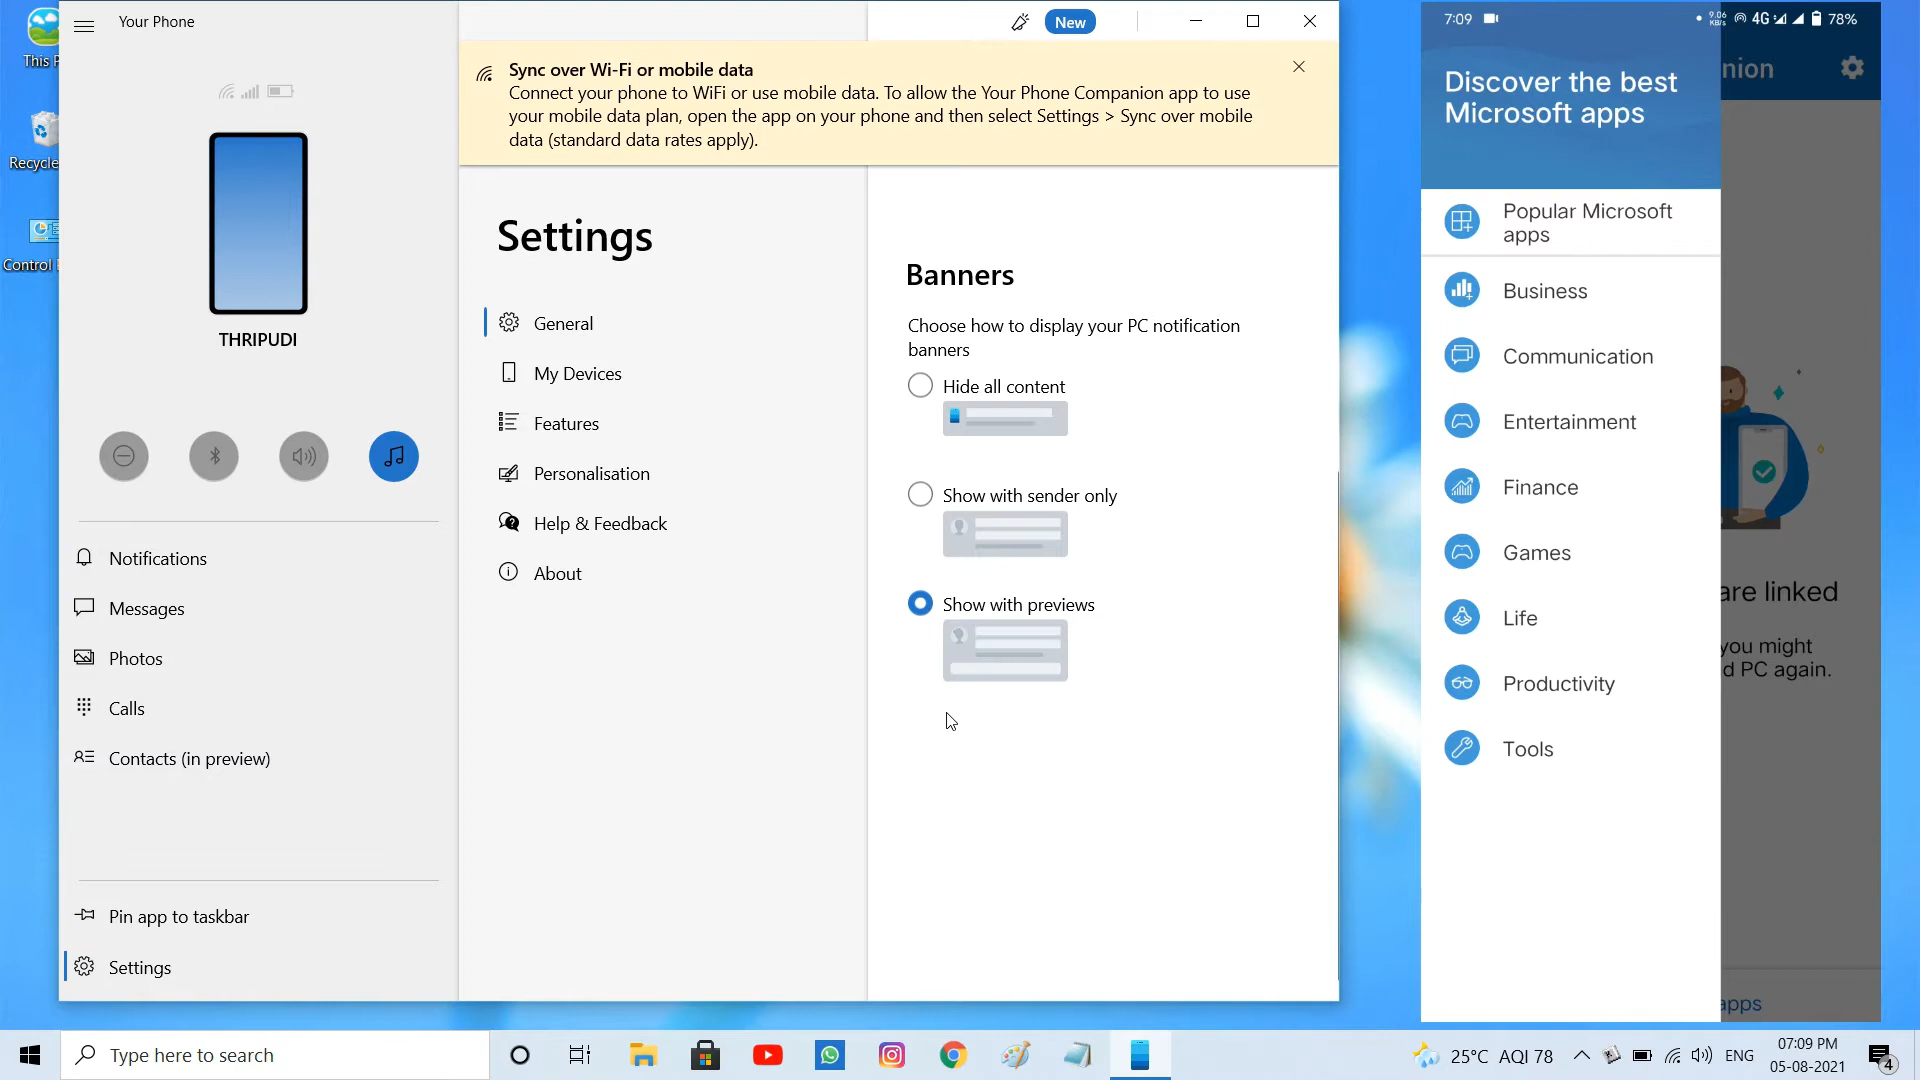 This P
Recycle
Control
Your Phone
New
Sync over Wi-Fi or mobile data
Connect your phone to WiFi or use mobile data. To allow the Your Phone Companion app to use
your mobile data plan, open the app on your phone and then select Settings > Sync over mobile
data (standard data rates apply).
THRIPUDI
Notifications
Messages
Photos
Calls
Contacts (in preview)
Pin app to taskbar
Settings
Settings
General
My Devices
Features
Personalisation
Help & Feedback
About
Banners
Choose how to display your PC notification
banners
Hide all content
Show with sender only
Show with previews
7:09
9.06
KB/s
4G
78%
nion
Discover the best
Microsoft apps
Popular Microsoft
apps
Business
Communication
Entertainment
Finance
Games
Life
Productivity
Tools
are linked
you might
d PC again.
apps
Type here to search
25°C AQI 78
ENG
07:09 PM
05-08-2021
4